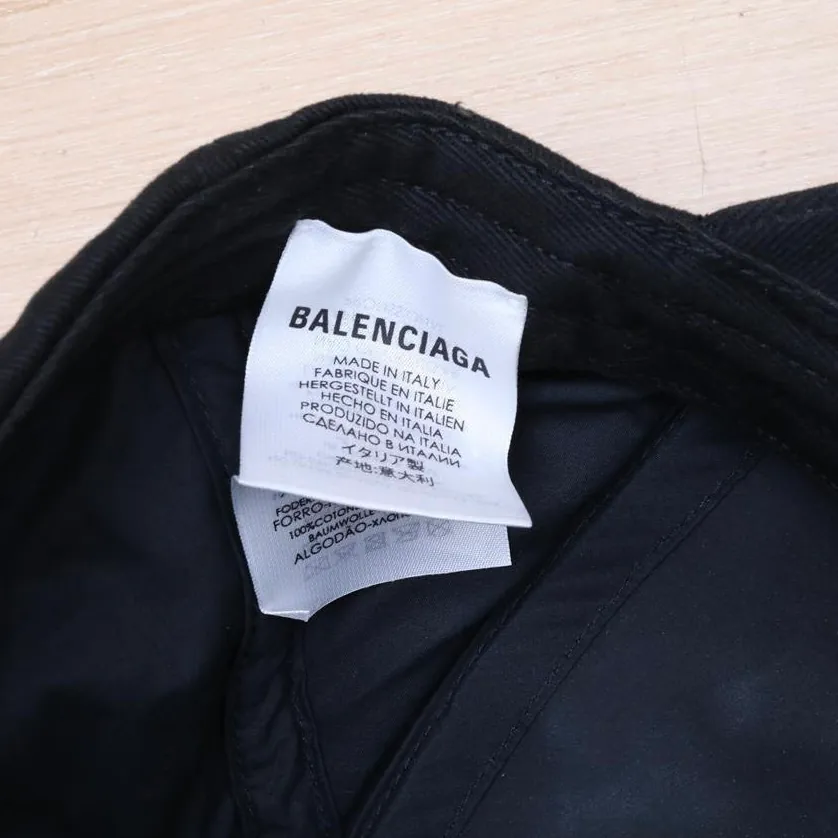 BALENCIAGA
MADE IN ITALY
FABRIQUE EN ITALIE
HERGESTELLT IN ITALIEN
HECHO EN ITALIA
PRODUZIDO NA ITALIA
СДЕЛАНО В ИТАЛИИ
イタリア製
产地:意大利
FORRO-
100%COTON
BAUMWOLLE
ALGODÃO-ХЛОП